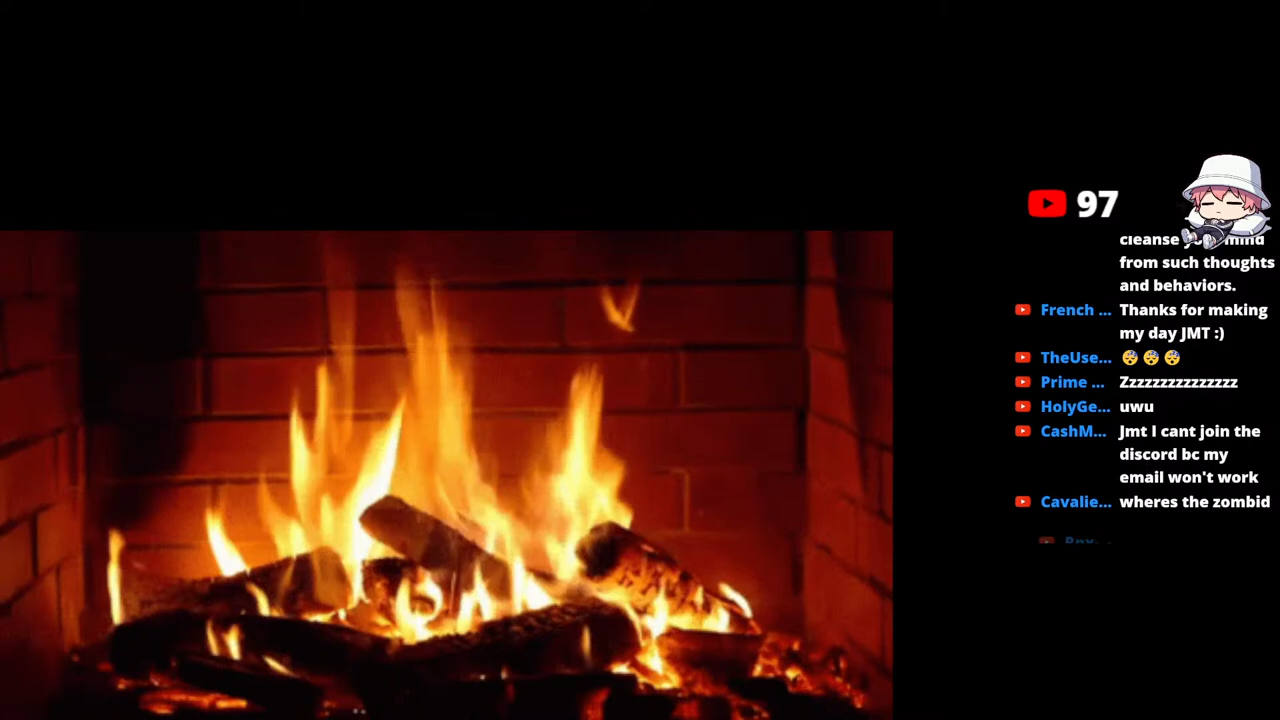 97
cleanse your mind
from such thoughts
and behaviors.
French ... Thanks for making
my day JMT :)
TheUse... 😴 😴 😴
Prime ... Zzzzzzzzzzzzzzz
HolyGe... uwu
CashM... Jmt I cant join the
discord bc my
email won't work
Cavalie... wheres the zombid